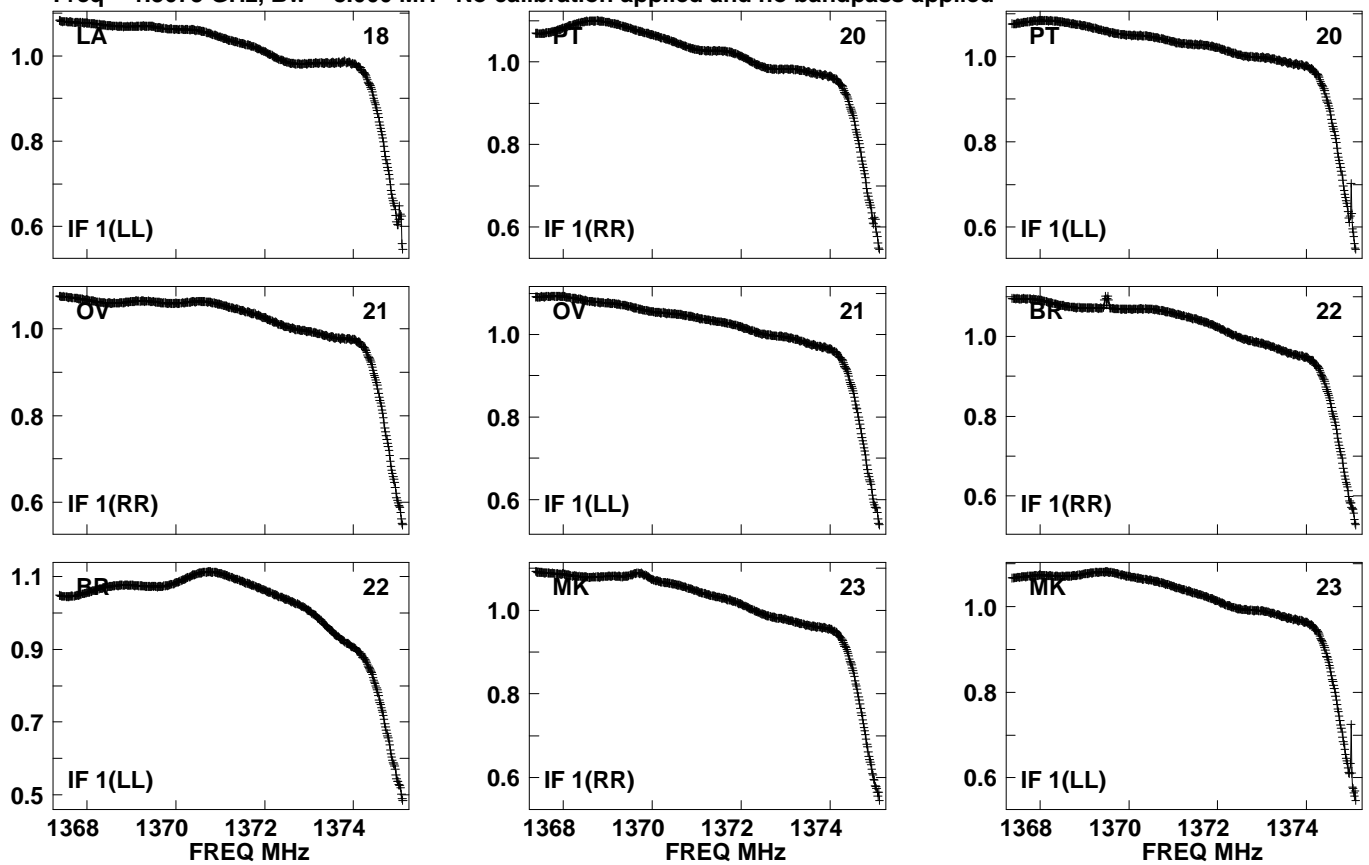 No calibration applied and no bandpass applied
LA 18
1.0
0.8
0.6
IF 1(LL)
PT 20
1.0
0.8
0.6
IF 1(RR)
PT 20
1.0
0.8
0.6
IF 1(LL)
OV 21
1.0
0.8
0.6
IF 1(RR)
OV 21
1.0
0.8
0.6
IF 1(LL)
BR 22
1.0
0.8
0.6
IF 1(RR)
BR 22
1.1
0.9
0.7
0.5
IF 1(LL)
1368 1370 1372 1374
FREQ MHz
MK 23
1.0
0.8
0.6
IF 1(RR)
1368 1370 1372 1374
FREQ MHz
MK 23
1.0
0.8
0.6
IF 1(LL)
1368 1370 1372 1374
FREQ MHz